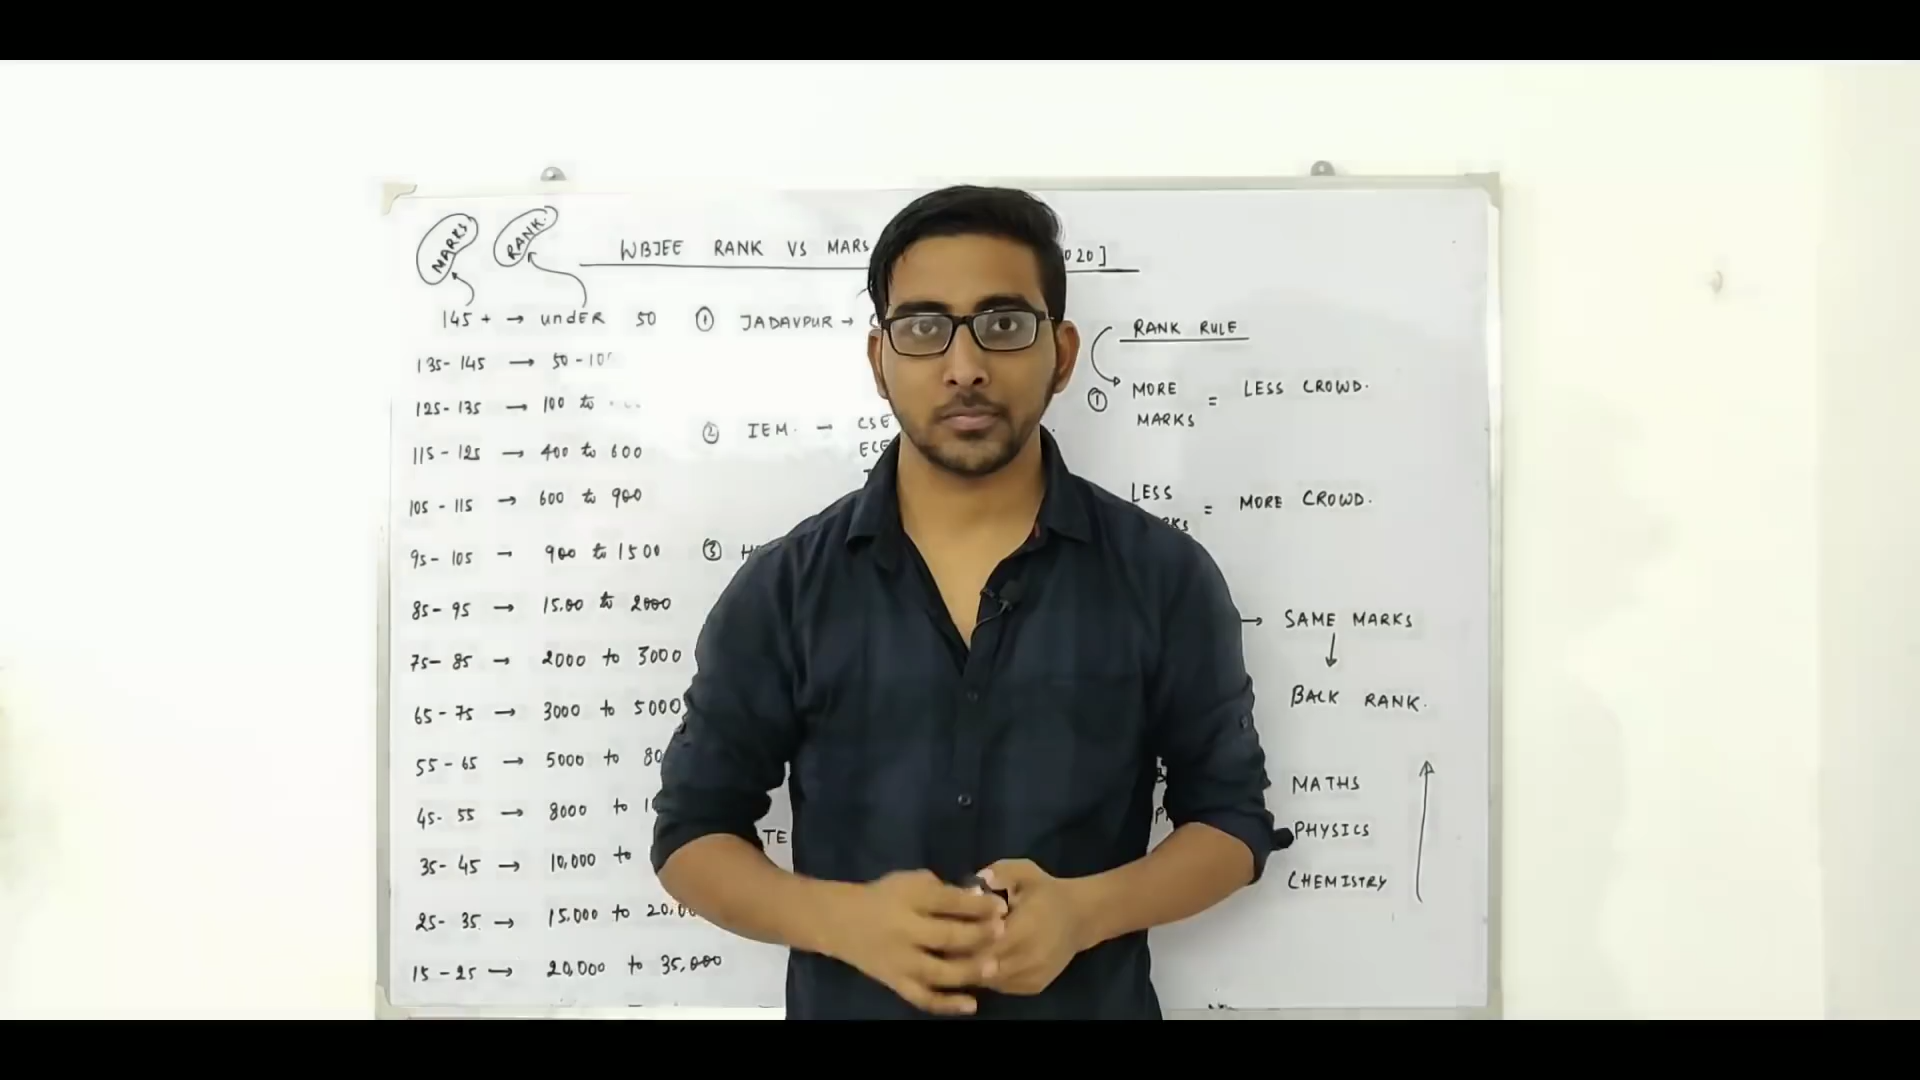 MARKS RANK.
WBJEE RANK VS MARS 020]
145 + → UNDER 50
135-145 → 50-10
125-135 → 100 to
115-125 → 400 to 600
105-115 → 600 to 900
95-105 → 900 to 1500
85-95 → 1500 to 2000
75-85 → 2000 to 3000
65-75 → 3000 to 5000
55-65 → 5000 to 80
45-55 → 8000 to 1
35-45 → 10,000 to
25-35 → 15,000 to 20,00
15-25 → 20,000 to 35,000
① JADAVPUR → C
② IEM. → CSE
ECE
③ H
TE
RANK RULE
① MORE MARKS = LESS CROWD.
LESS RKS = MORE CROWD.
→ SAME MARKS
↓
BACK RANK.
MATHS
PHYSICS
CHEMISTRY